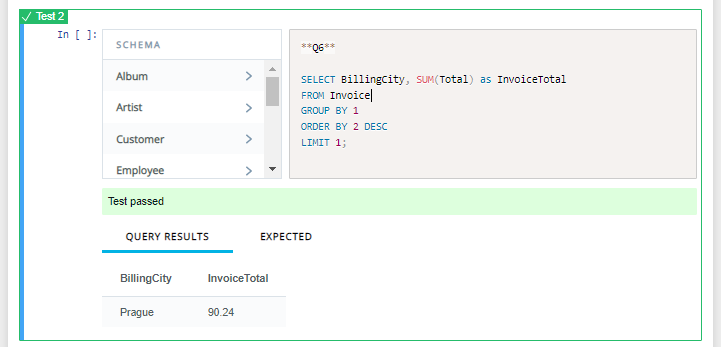 Test 2
In [ ]:
SCHEMA
Album
Artist
Customer
Employee
**Q6**
SELECT BillingCity, SUM(Total) as InvoiceTotal
FROM Invoice
GROUP BY 1
ORDER BY 2 DESC
LIMIT 1;
Test passed
QUERY RESULTS EXPECTED
BillingCity InvoiceTotal
Prague 90.24